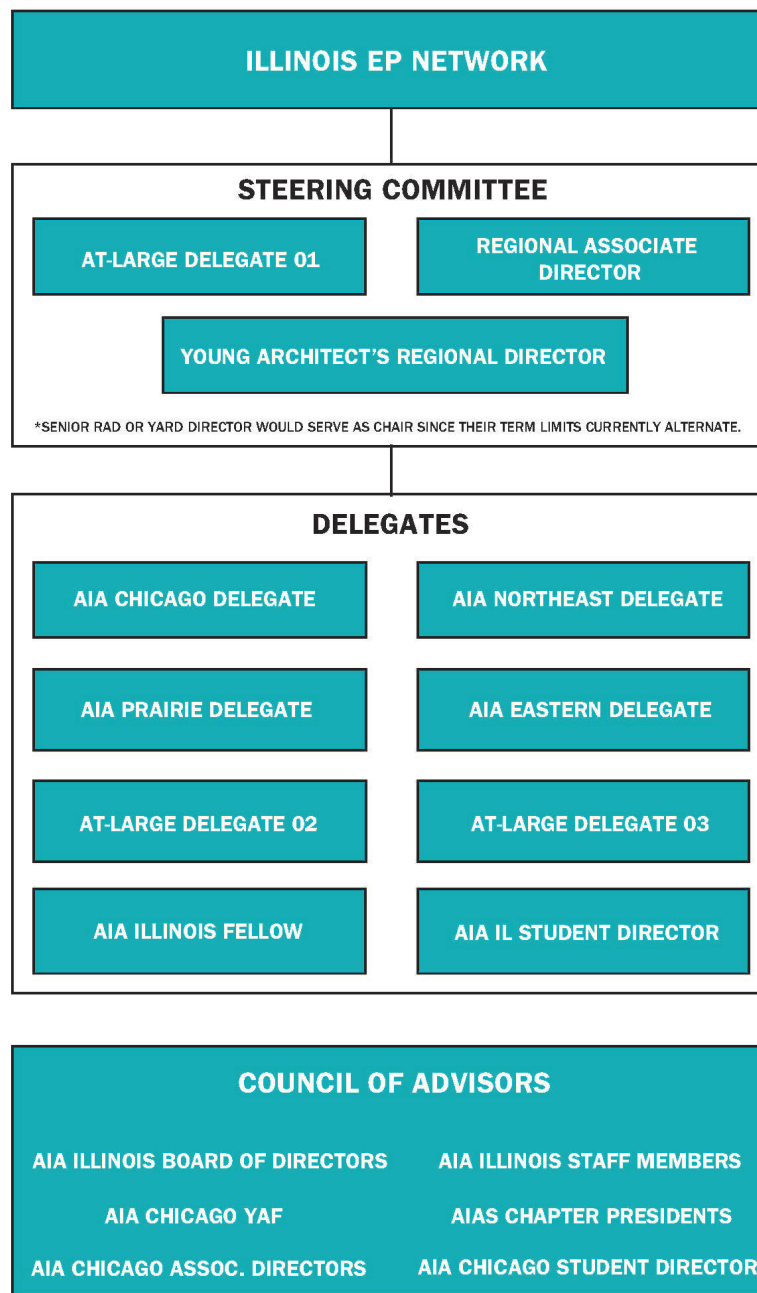 ILLINOIS EP NETWORK
STEERING COMMITTEE
AT-LARGE DELEGATE 01
REGIONAL ASSOCIATE
DIRECTOR
YOUNG ARCHITECT'S REGIONAL DIRECTOR
*SENIOR RAD OR YARD DIRECTOR WOULD SERVE AS CHAIR SINCE THEIR TERM LIMITS CURRENTLY ALTERNATE.
DELEGATES
AIA CHICAGO DELEGATE
AIA NORTHEAST DELEGATE
AIA PRAIRIE DELEGATE
AIA EASTERN DELEGATE
AT-LARGE DELEGATE 02
AT-LARGE DELEGATE 03
AIA ILLINOIS FELLOW
AIA IL STUDENT DIRECTOR
COUNCIL OF ADVISORS
AIA ILLINOIS BOARD OF DIRECTORS
AIA ILLINOIS STAFF MEMBERS
AIA CHICAGO YAF
AIAS CHAPTER PRESIDENTS
AIA CHICAGO ASSOC. DIRECTORS
AIA CHICAGO STUDENT DIRECTOR